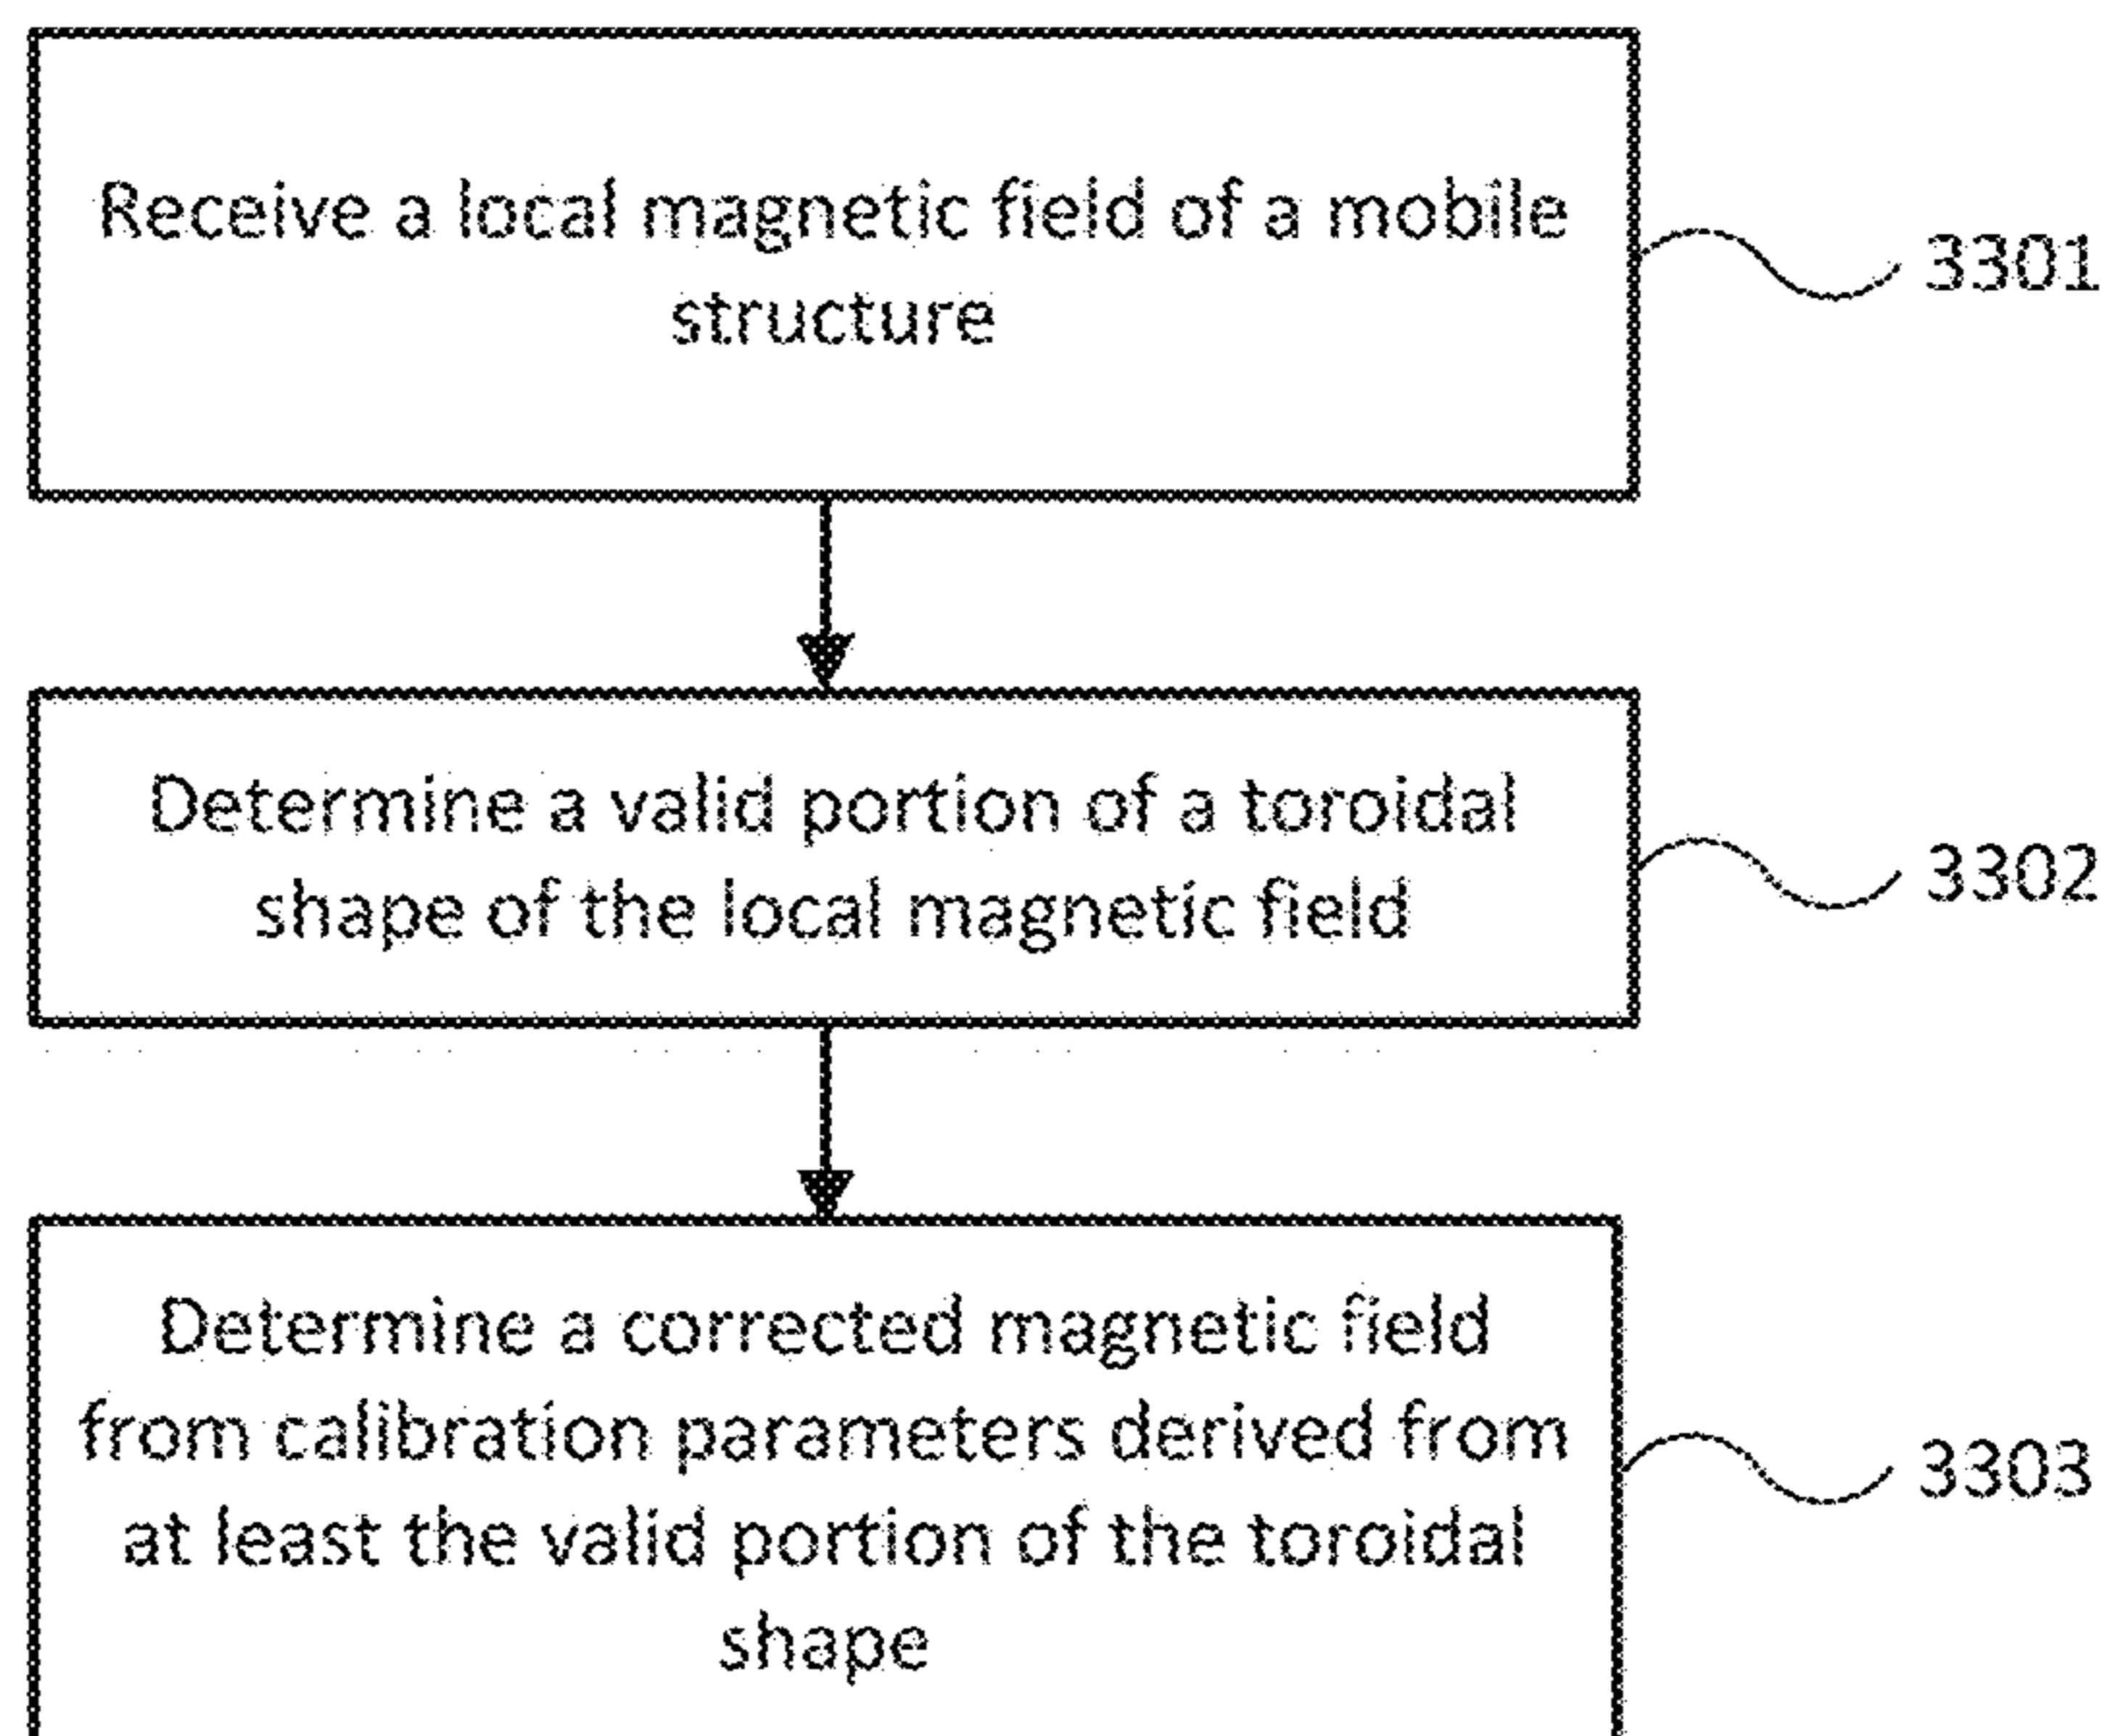 Receive a local magnetic field of a mobile
structure
3301
Determine a valid portion of a toroidal
shape of the local magnetic field
3302
Determine a corrected magnetic field
from calibration parameters derived from
at least the valid portion of the toroidal
shape
3303